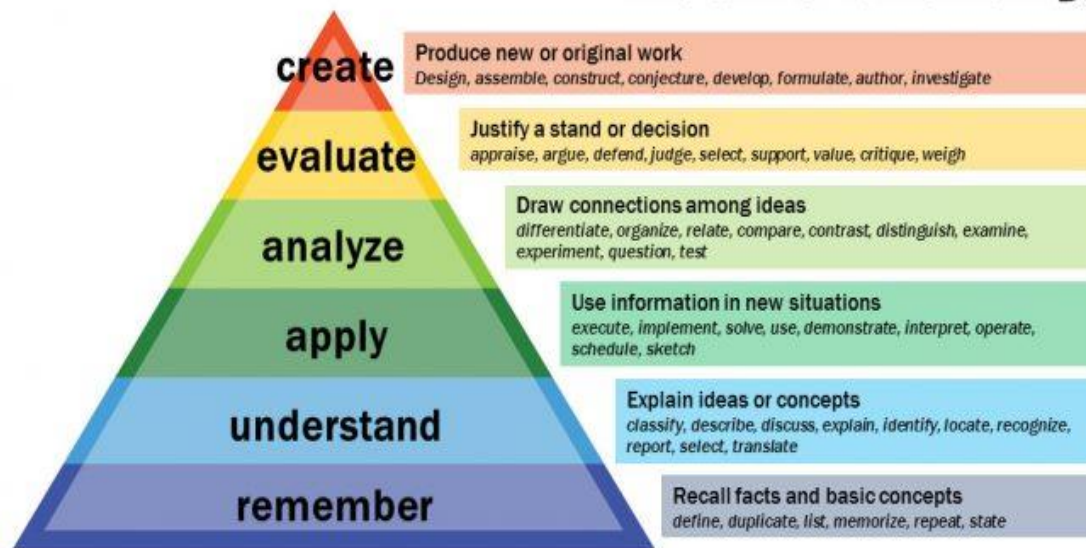 create
Produce new or original work
Design, assemble, construct, conjecture, develop, formulate, author, investigate
evaluate
Justify a stand or decision
appraise, argue, defend, judge, select, support, value, critique, weigh
analyze
Draw connections among ideas
differentiate, organize, relate, compare, contrast, distinguish, examine,
experiment, question, test
apply
Use information in new situations
execute, implement, solve, use, demonstrate, interpret, operate,
schedule, sketch
understand
Explain ideas or concepts
classify, describe, discuss, explain, identify, locate, recognize,
report, select, translate
remember
Recall facts and basic concepts
define, duplicate, list, memorize, repeat, state